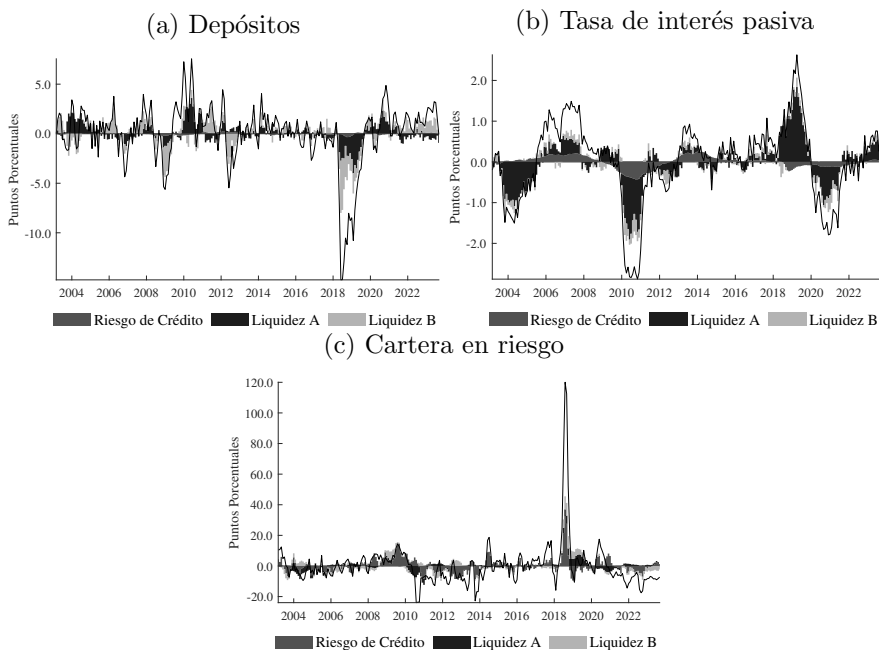 (a) Depósitos
(b) Tasa de interés pasiva
Puntos Porcentuales
5.0
0.0
-5.0
-10.0
2004 2006 2008 2010 2012 2014 2016 2018 2020 2022
Riesgo de Crédito Liquidez A Liquidez B
Puntos Porcentuales
2.0
1.0
0.0
-1.0
-2.0
2004 2006 2008 2010 2012 2014 2016 2018 2020 2022
Riesgo de Crédito Liquidez A Liquidez B
(c) Cartera en riesgo
Puntos Porcentuales
120.0
100.0
80.0
60.0
40.0
20.0
0.0
-20.0
2004 2006 2008 2010 2012 2014 2016 2018 2020 2022
Riesgo de Crédito Liquidez A Liquidez B